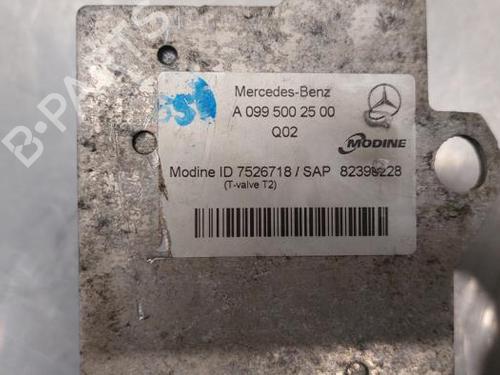 B-PARTS
Mercedes-Benz
A 099 500 25 00
Q02
MODINE
Modine ID 7526718 / SAP
(T-valve T2)